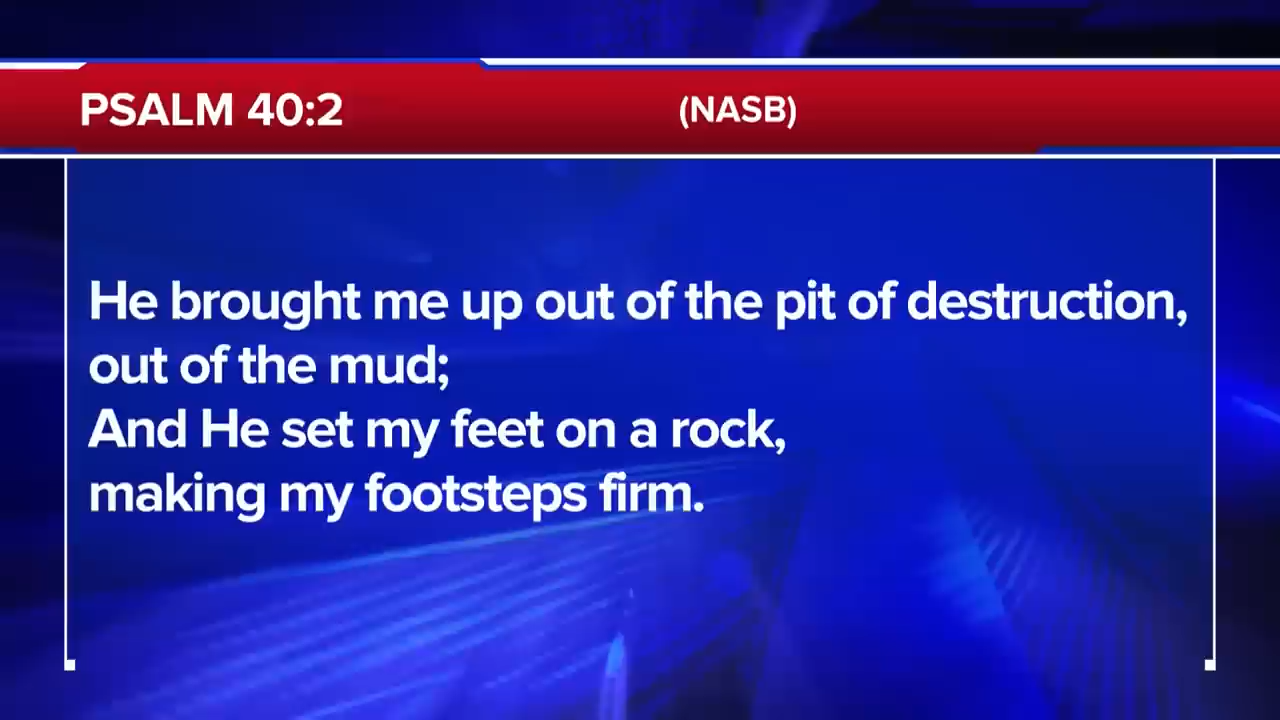 PSALM 40:2 (NASB)
He brought me up out of the pit of destruction,
out of the mud;
And He set my feet on a rock,
making my footsteps firm.